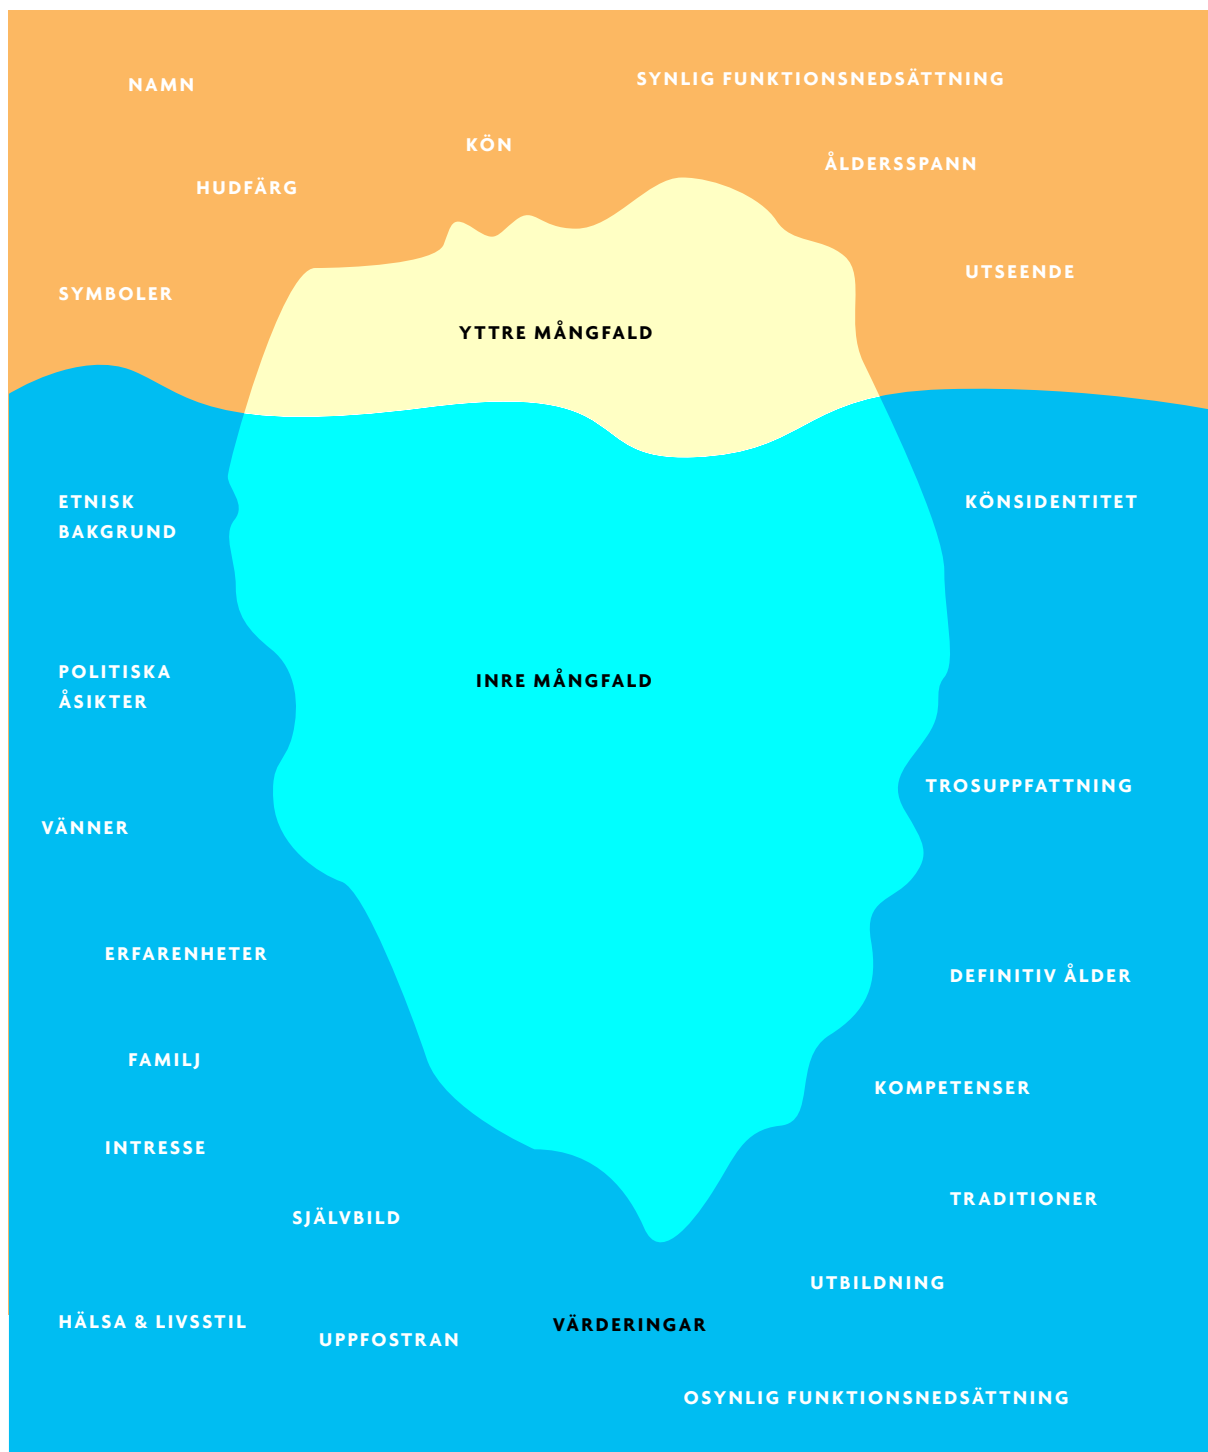 NAMN
SYNLIG FUNKTIONSNEDSÄTTNING
KÖN
ÅLDERSSPANN
HUDFÄRG
UTSEENDE
SYMBOLER
YTTRE MÅNGFALD
ETNISK
BAKGRUND
KÖNSIDENTITET
POLITISKA
ÅSIKTER
INRE MÅNGFALD
TROSUPPFATTNING
VÄNNER
ERFARENHETER
DEFINITIV ÅLDER
FAMILJ
KOMPETENSER
INTRESSE
TRADITIONER
SJÄLVBILD
UTBILDNING
HÄLSA & LIVSSTIL
VÄRDERINGAR
UPPFOSTRAN
OSYNLIG FUNKTIONSNEDSÄTTNING